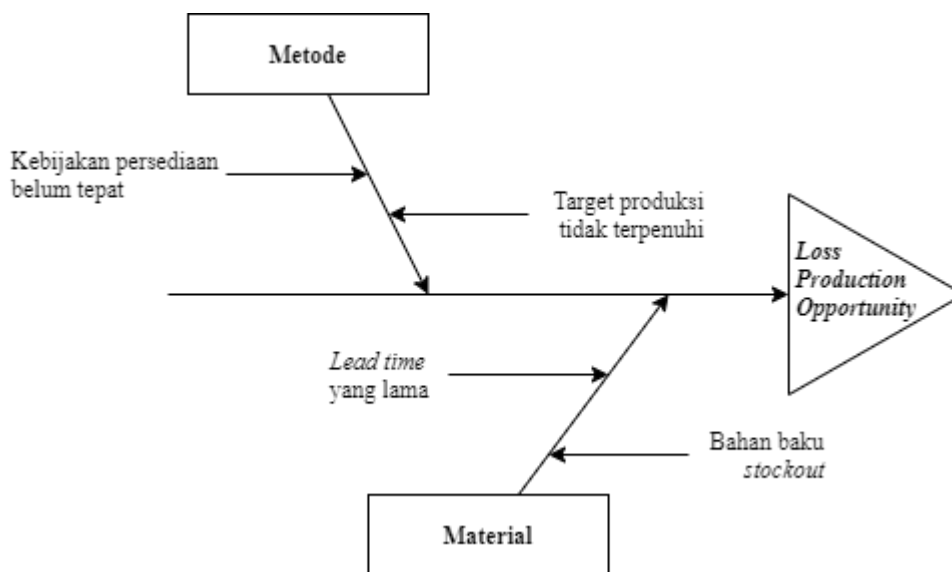 Metode
Kebijakan persediaan
belum tepat
Target produksi
tidak terpenuhi
Loss
Production
Opportunity
Lead time
yang lama
Bahan baku
stockout
Material